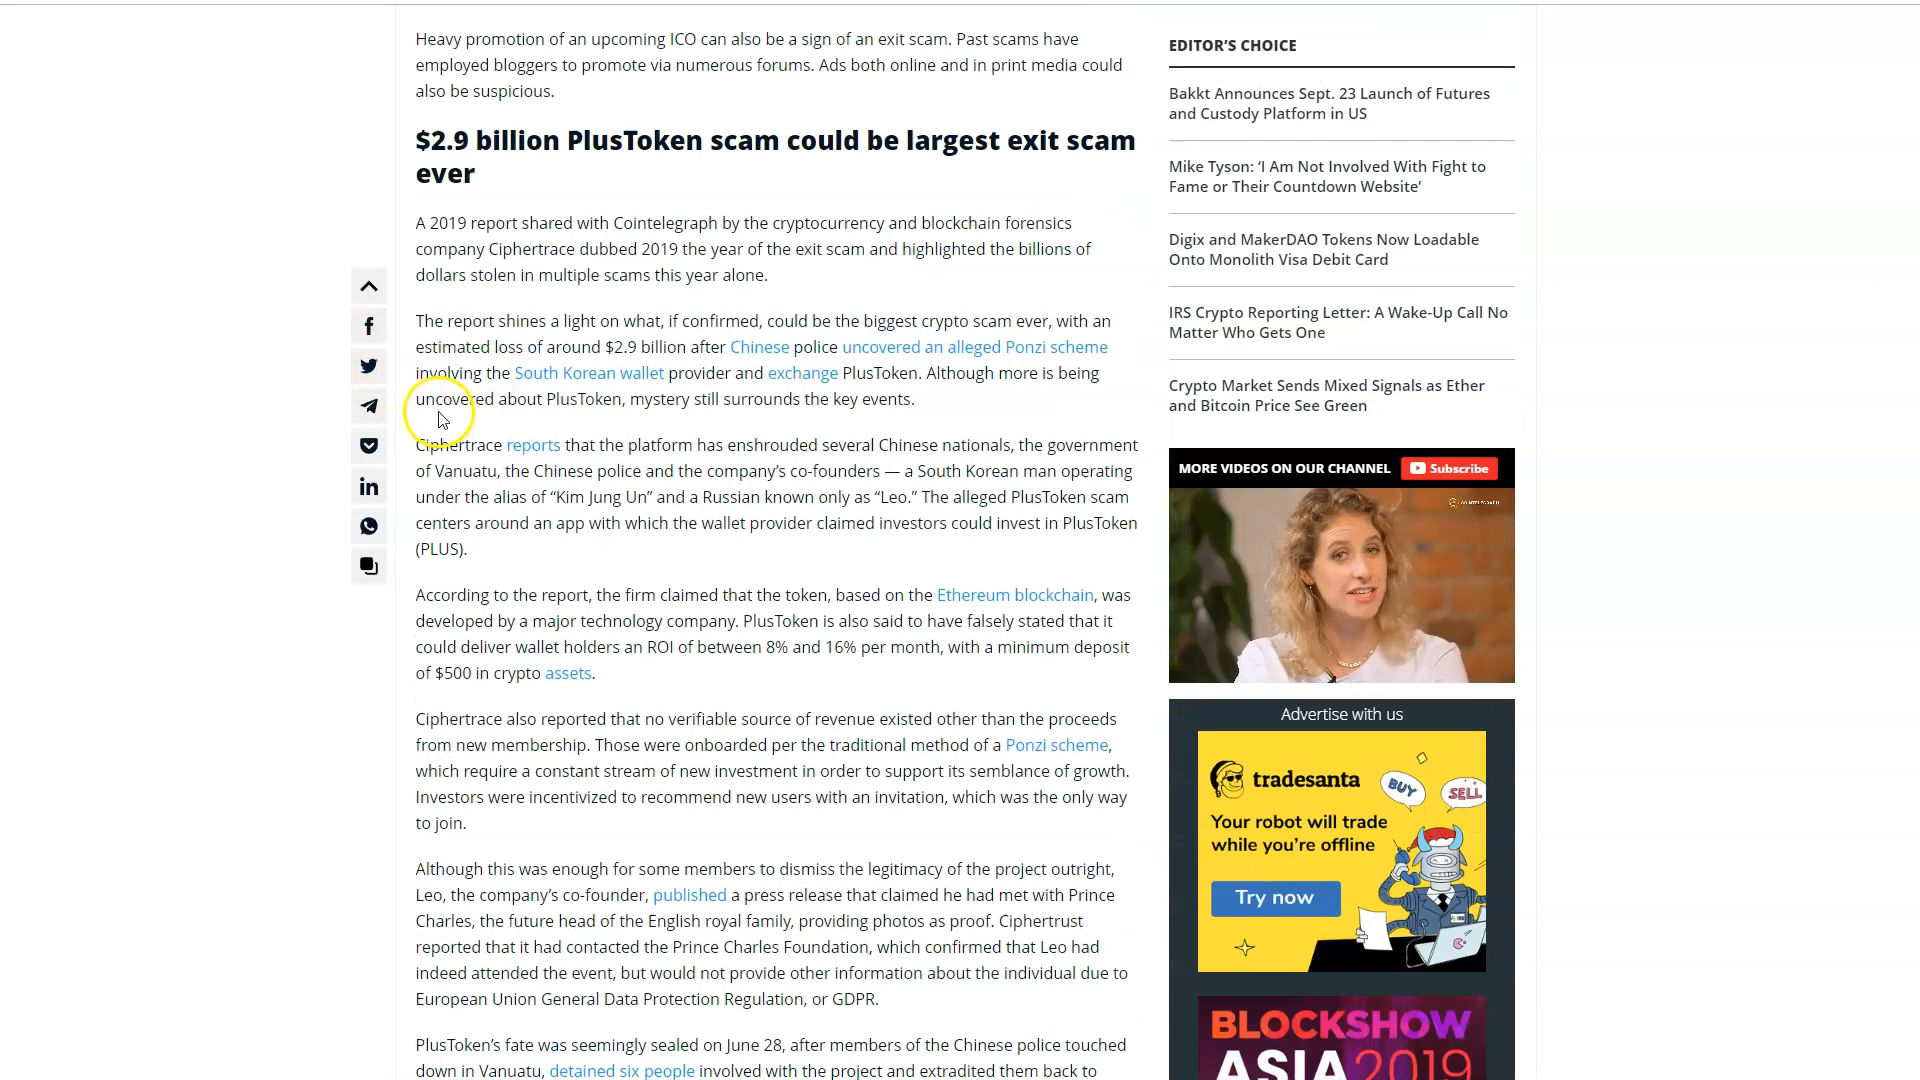 Heavy promotion of an upcoming ICO can also be a sign of an exit scam. Past scams have
employed bloggers to promote via numerous forums. Ads both online and in print media could
also be suspicious.
$2.9 billion PlusToken scam could be largest exit scam
ever
A 2019 report shared with Cointelegraph by the cryptocurrency and blockchain forensics
company Ciphertrace dubbed 2019 the year of the exit scam and highlighted the billions of
dollars stolen in multiple scams this year alone.
The report shines a light on what, if confirmed, could be the biggest crypto scam ever, with an
estimated loss of around $2.9 billion after Chinese police uncovered an alleged Ponzi scheme
involving the South Korean wallet provider and exchange PlusToken. Although more is being
uncovered about PlusToken, mystery still surrounds the key events.
Ciphertrace reports that the platform has enshrouded several Chinese nationals, the government
of Vanuatu, the Chinese police and the company's co-founders — a South Korean man operating
under the alias of “Kim Jung Un” and a Russian known only as “Leo.” The alleged PlusToken scam
centers around an app with which the wallet provider claimed investors could invest in PlusToken
(PLUS).
According to the report, the firm claimed that the token, based on the Ethereum blockchain, was
developed by a major technology company. PlusToken is also said to have falsely stated that it
could deliver wallet holders an ROI of between 8% and 16% per month, with a minimum deposit
of $500 in crypto assets.
Ciphertrace also reported that no verifiable source of revenue existed other than the proceeds
from new membership. Those were onboarded per the traditional method of a Ponzi scheme,
which require a constant stream of new investment in order to support its semblance of growth.
Investors were incentivized to recommend new users with an invitation, which was the only way
to join.
Although this was enough for some members to dismiss the legitimacy of the project outright,
Leo, the company's co-founder, published a press release that claimed he had met with Prince
Charles, the future head of the English royal family, providing photos as proof. Ciphertrust
reported that it had contacted the Prince Charles Foundation, which confirmed that Leo had
indeed attended the event, but would not provide other information about the individual due to
European Union General Data Protection Regulation, or GDPR.
PlusToken's fate was seemingly sealed on June 28, after members of the Chinese police touched
down in Vanuatu, detained six people involved with the project and extradited them back to
EDITOR'S CHOICE
Bakkt Announces Sept. 23 Launch of Futures
and Custody Platform in US
Mike Tyson: ‘I Am Not Involved With Fight to
Fame or Their Countdown Website’
Digix and MakerDAO Tokens Now Loadable
Onto Monolith Visa Debit Card
IRS Crypto Reporting Letter: A Wake-Up Call No
Matter Who Gets One
Crypto Market Sends Mixed Signals as Ether
and Bitcoin Price See Green
MORE VIDEOS ON OUR CHANNEL Subscribe
COINTELEGRAPH
Advertise with us
tradesanta
BUY
SELL
Your robot will trade
while you're offline
Try now
BLOCKSHOW
ASIA 2019